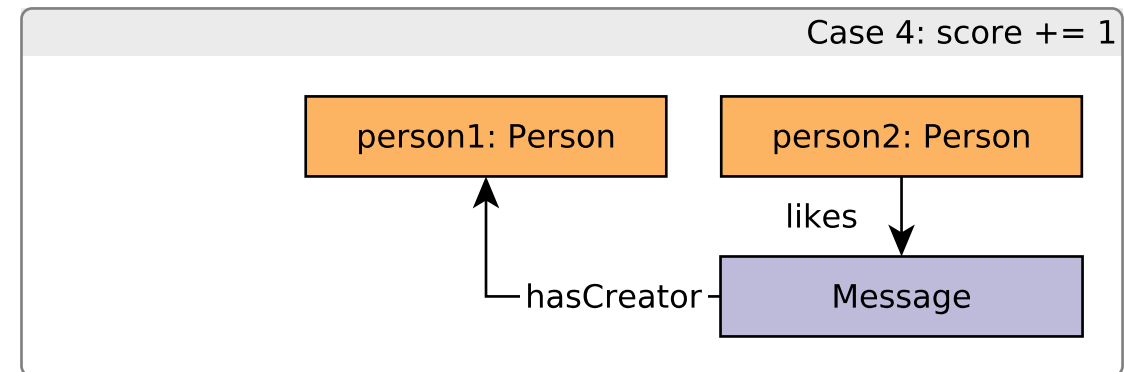 Case 4: score += 1
person1: Person
person2: Person
likes
hasCreator
Message